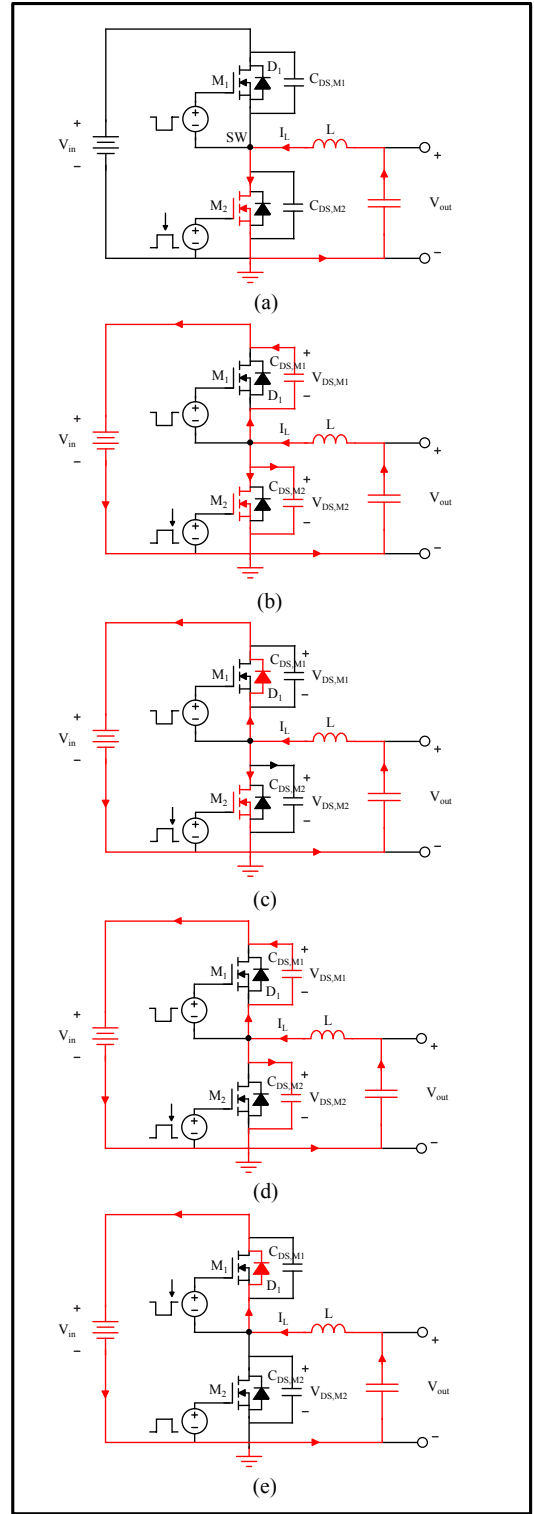 D1
M1
CDS,M1
+
Vin
−
SW
IL
L
+
M2
CDS,M2
Vout
−
(a)
+
CDS,M1
M1
VDS,M1
D1
−
+
Vin
−
IL
L
+
CDS,M2
+
M2
VDS,M2
−
Vout
−
(b)
CDS,M1
+
M1
VDS,M1
D1
−
+
Vin
−
IL
L
+
CDS,M2
+
M2
VDS,M2
−
Vout
−
(c)
+
CDS,M1
M1
VDS,M1
D1
−
+
Vin
−
IL
L
+
CDS,M2
+
M2
VDS,M2
−
Vout
−
(d)
CDS,M1
M1
D1
+
Vin
−
IL
L
+
CDS,M2
+
M2
VDS,M2
−
Vout
−
(e)